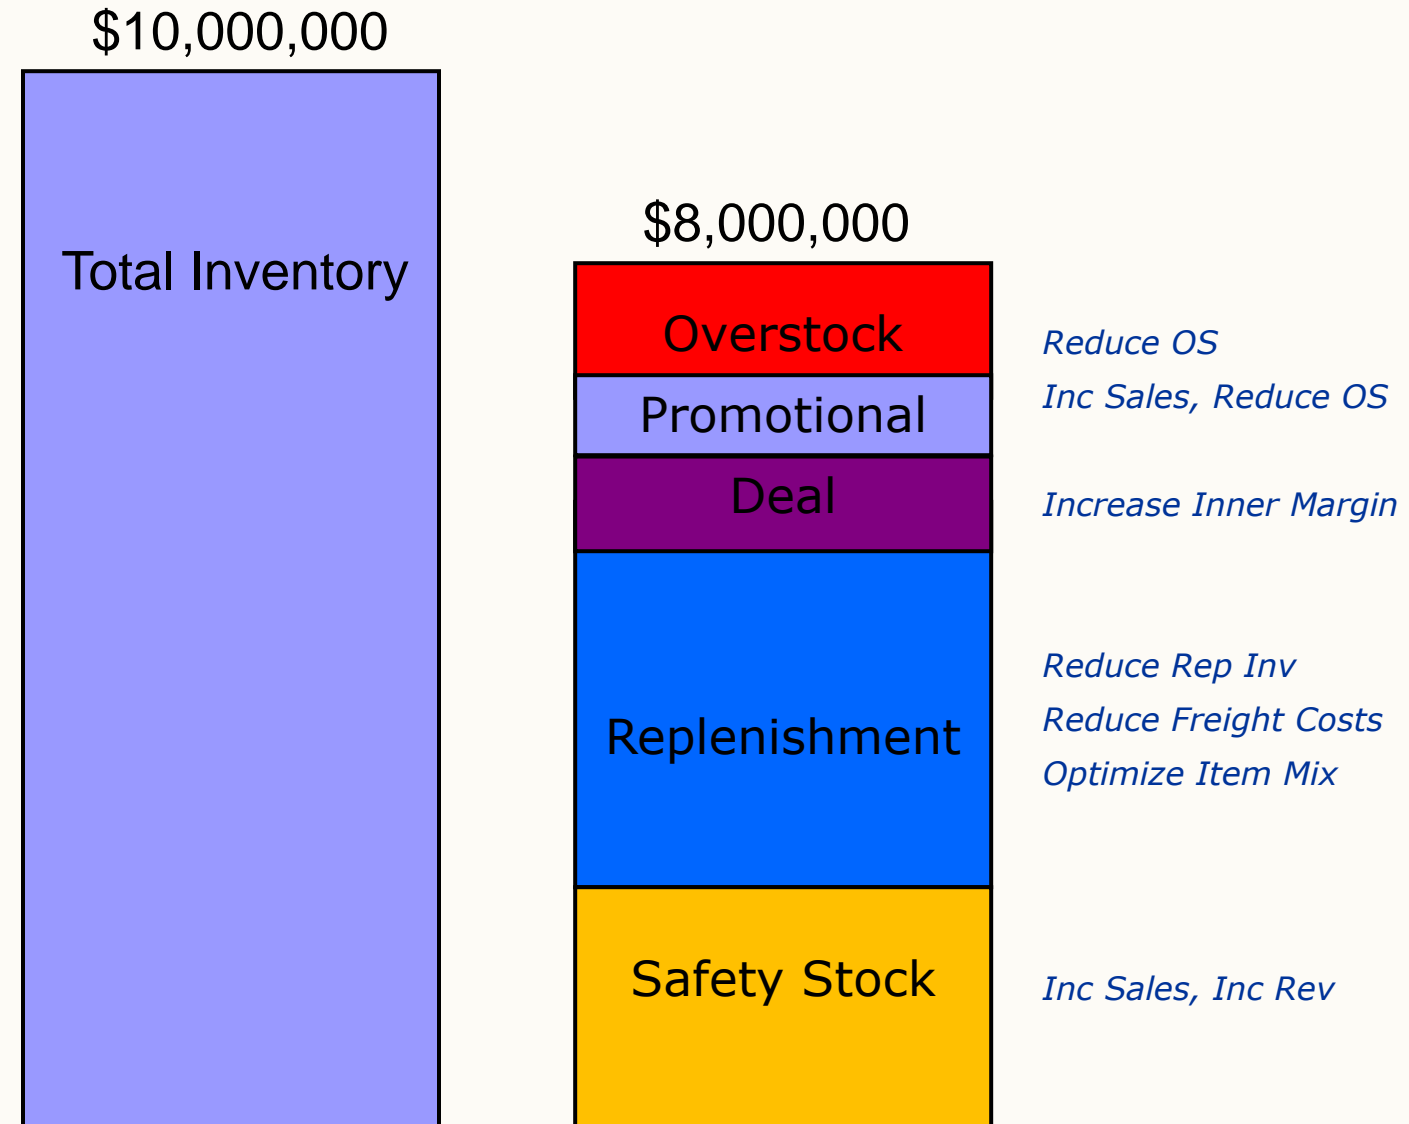 $10,000,000
Total Inventory
$8,000,000
Overstock
Reduce OS
Promotional
Inc Sales, Reduce OS
Deal
Increase Inner Margin
Replenishment
Reduce Rep Inv
Reduce Freight Costs
Optimize Item Mix
Safety Stock
Inc Sales, Inc Rev